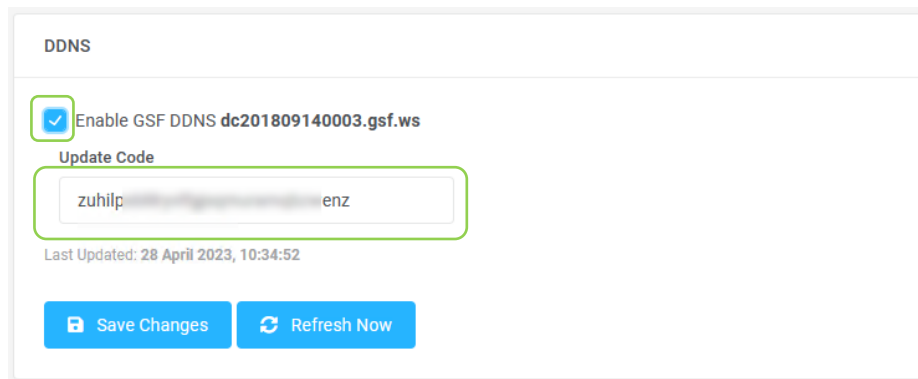 DDNS
Enable GSF DDNS dc201809140003.gsf.ws
Update Code
zuhilp enz
Last Updated: 28 April 2023, 10:34:52
Save Changes Refresh Now